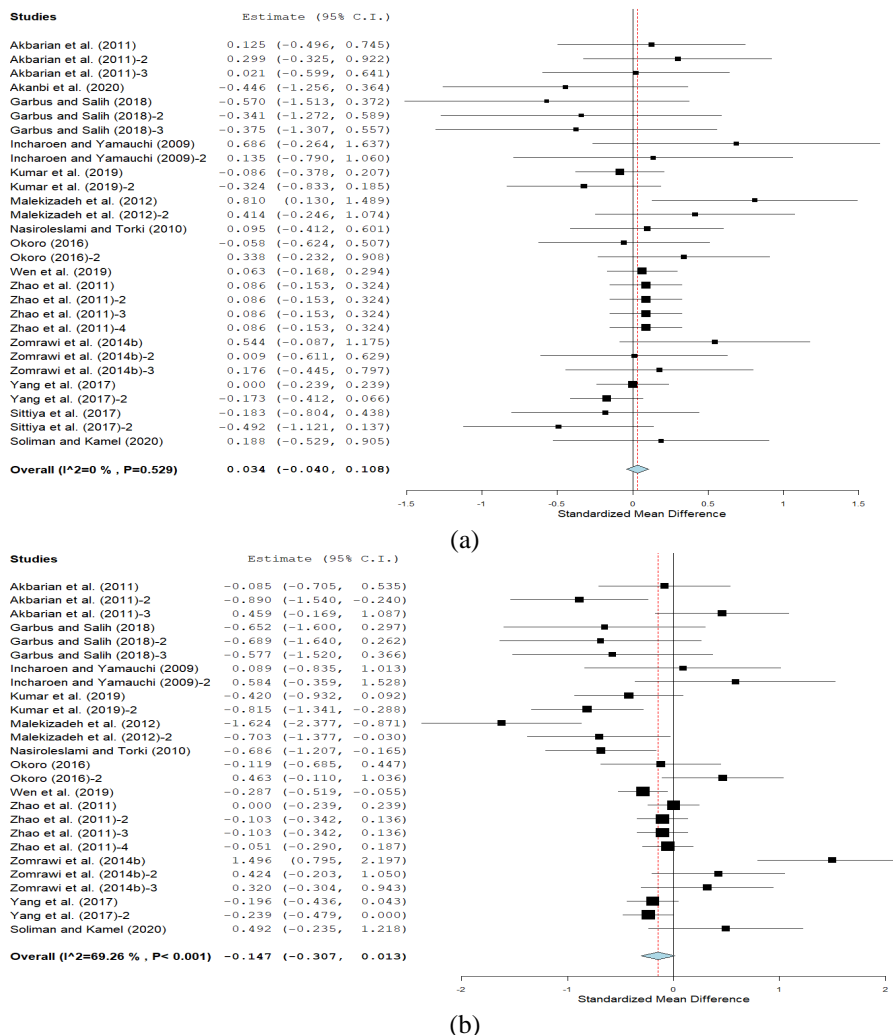 Studies Estimate (95% C.I.)
Akbarian et al. (2011) 0.125 (-0.496, 0.745)
Akbarian et al. (2011)-2 0.299 (-0.325, 0.922)
Akbarian et al. (2011)-3 0.021 (-0.599, 0.641)
Akanbi et al. (2020) -0.446 (-1.256, 0.364)
Garbus and Salih (2018) -0.570 (-1.513, 0.372)
Garbus and Salih (2018)-2 -0.341 (-1.272, 0.589)
Garbus and Salih (2018)-3 -0.375 (-1.307, 0.557)
Incharoen and Yamauchi (2009) 0.686 (-0.264, 1.637)
Incharoen and Yamauchi (2009)-2 0.135 (-0.790, 1.060)
Kumar et al. (2019) -0.086 (-0.378, 0.207)
Kumar et al. (2019)-2 -0.324 (-0.833, 0.185)
Malekizadeh et al. (2012) 0.810 (0.130, 1.489)
Malekizadeh et al. (2012)-2 0.414 (-0.246, 1.074)
Nasiroleslami and Torki (2010) 0.095 (-0.412, 0.601)
Okoro (2016) -0.058 (-0.624, 0.507)
Okoro (2016)-2 0.338 (-0.232, 0.908)
Wen et al. (2019) 0.063 (-0.168, 0.294)
Zhao et al. (2011) 0.086 (-0.153, 0.324)
Zhao et al. (2011)-2 0.086 (-0.153, 0.324)
Zhao et al. (2011)-3 0.086 (-0.153, 0.324)
Zhao et al. (2011)-4 0.086 (-0.153, 0.324)
Zomrawi et al. (2014b) 0.544 (-0.087, 1.175)
Zomrawi et al. (2014b)-2 0.009 (-0.611, 0.629)
Zomrawi et al. (2014b)-3 0.176 (-0.445, 0.797)
Yang et al. (2017) 0.000 (-0.239, 0.239)
Yang et al. (2017)-2 -0.173 (-0.412, 0.066)
Sittiya et al. (2017) -0.183 (-0.804, 0.438)
Sittiya et al. (2017)-2 -0.492 (-1.121, 0.137)
Soliman and Kamel (2020) 0.188 (-0.529, 0.905)
Overall (I^2=0 % , P=0.529) 0.034 (-0.040, 0.108)
-1.5 -1 -0.5 0 0.5 1 1.5
Standardized Mean Difference
(a)
Studies Estimate (95% C.I.)
Akbarian et al. (2011) -0.085 (-0.705, 0.535)
Akbarian et al. (2011)-2 -0.890 (-1.540, -0.240)
Akbarian et al. (2011)-3 0.459 (-0.169, 1.087)
Garbus and Salih (2018) -0.652 (-1.600, 0.297)
Garbus and Salih (2018)-2 -0.689 (-1.640, 0.262)
Garbus and Salih (2018)-3 -0.577 (-1.520, 0.366)
Incharoen and Yamauchi (2009) 0.089 (-0.835, 1.013)
Incharoen and Yamauchi (2009)-2 0.584 (-0.359, 1.528)
Kumar et al. (2019) -0.420 (-0.932, 0.092)
Kumar et al. (2019)-2 -0.815 (-1.341, -0.288)
Malekizadeh et al. (2012) -1.624 (-2.377, -0.871)
Malekizadeh et al. (2012)-2 -0.703 (-1.377, -0.030)
Nasiroleslami and Torki (2010) -0.686 (-1.207, -0.165)
Okoro (2016) -0.119 (-0.685, 0.447)
Okoro (2016)-2 0.463 (-0.110, 1.036)
Wen et al. (2019) -0.287 (-0.519, -0.055)
Zhao et al. (2011) 0.000 (-0.239, 0.239)
Zhao et al. (2011)-2 -0.103 (-0.342, 0.136)
Zhao et al. (2011)-3 -0.103 (-0.342, 0.136)
Zhao et al. (2011)-4 -0.051 (-0.290, 0.187)
Zomrawi et al. (2014b) 1.496 (0.795, 2.197)
Zomrawi et al. (2014b)-2 0.424 (-0.203, 1.050)
Zomrawi et al. (2014b)-3 0.320 (-0.304, 0.943)
Yang et al. (2017) -0.196 (-0.436, 0.043)
Yang et al. (2017)-2 -0.239 (-0.479, 0.000)
Soliman and Kamel (2020) 0.492 (-0.235, 1.218)
Overall (I^2=69.26 % , P< 0.001) -0.147 (-0.307, 0.013)
-2 -1 0 1 2
Standardized Mean Difference
(b)